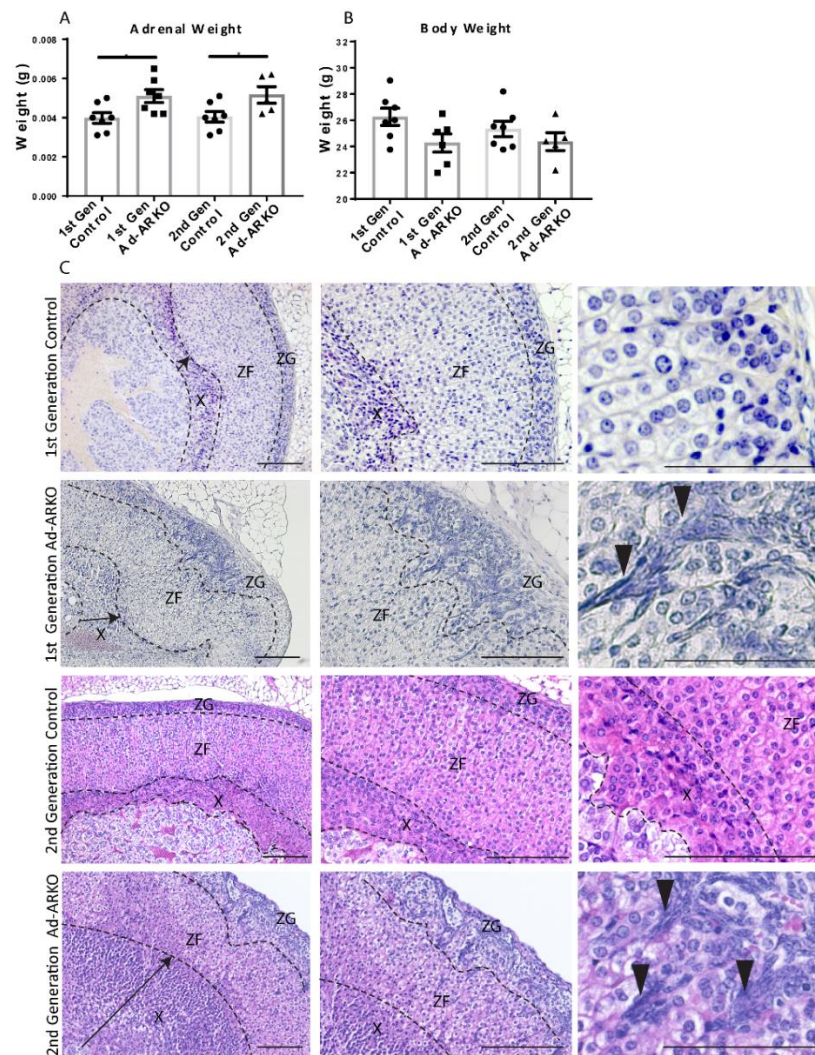 A
Adrenal Weight
Weight (g)
0.008
0.006
0.004
0.002
0.000
1st Gen Control
1st Gen Ad-ARKO
2nd Gen Control
2nd Gen Ad-ARKO
B
Body Weight
Weight (g)
32
30
28
26
24
22
20
1st Gen Control
1st Gen Ad-ARKO
2nd Gen Control
2nd Gen Ad-ARKO
C
1st Generation Control
X
ZF
ZG
X
ZF
ZG
1st Generation Ad-ARKO
X
ZF
ZG
ZF
ZG
2nd Generation Control
ZG
ZF
X
ZG
ZF
X
ZF
X
2nd Generation Ad-ARKO
ZG
ZF
X
ZG
ZF
X